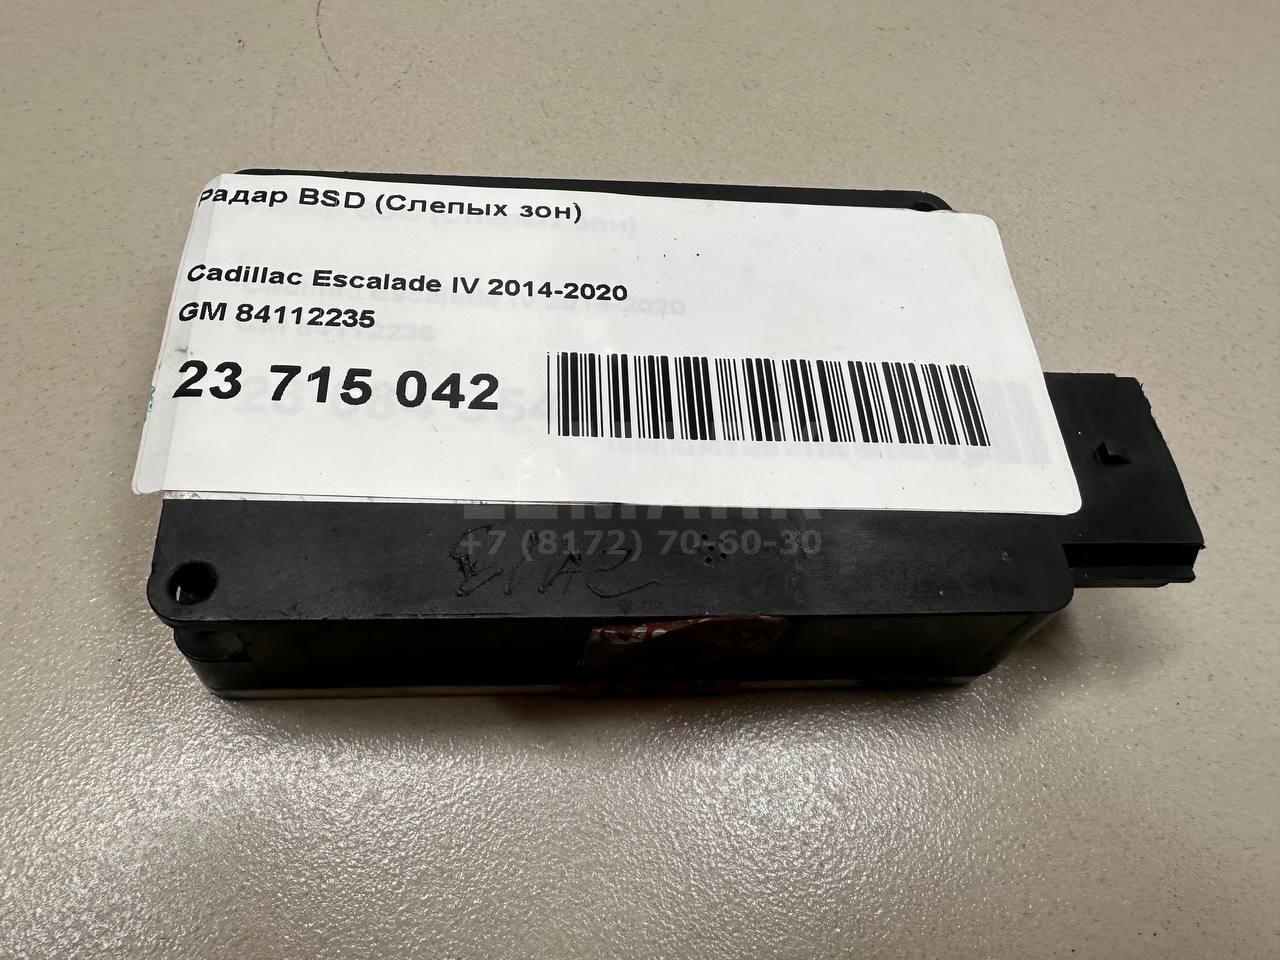 Радар BSD (Слепых зон)
Cadillac Escalade IV 2014-2020
GM 84112235
23 715 042
+7 (8172) 70-60-30